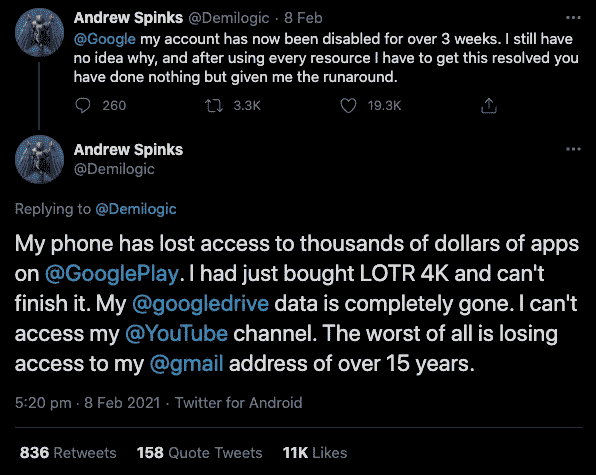 Andrew Spinks @Demilogic · 8 Feb
@Google my account has now been disabled for over 3 weeks. I still have
no idea why, and after using every resource I have to get this resolved you
have done nothing but given me the runaround.
260 3.3K 19.3K
Andrew Spinks
@Demilogic
Replying to @Demilogic
My phone has lost access to thousands of dollars of apps
on @GooglePlay. I had just bought LOTR 4K and can't
finish it. My @googledrive data is completely gone. I can't
access my @YouTube channel. The worst of all is losing
access to my @gmail address of over 15 years.
5:20 pm · 8 Feb 2021 · Twitter for Android
836 Retweets 158 Quote Tweets 11K Likes